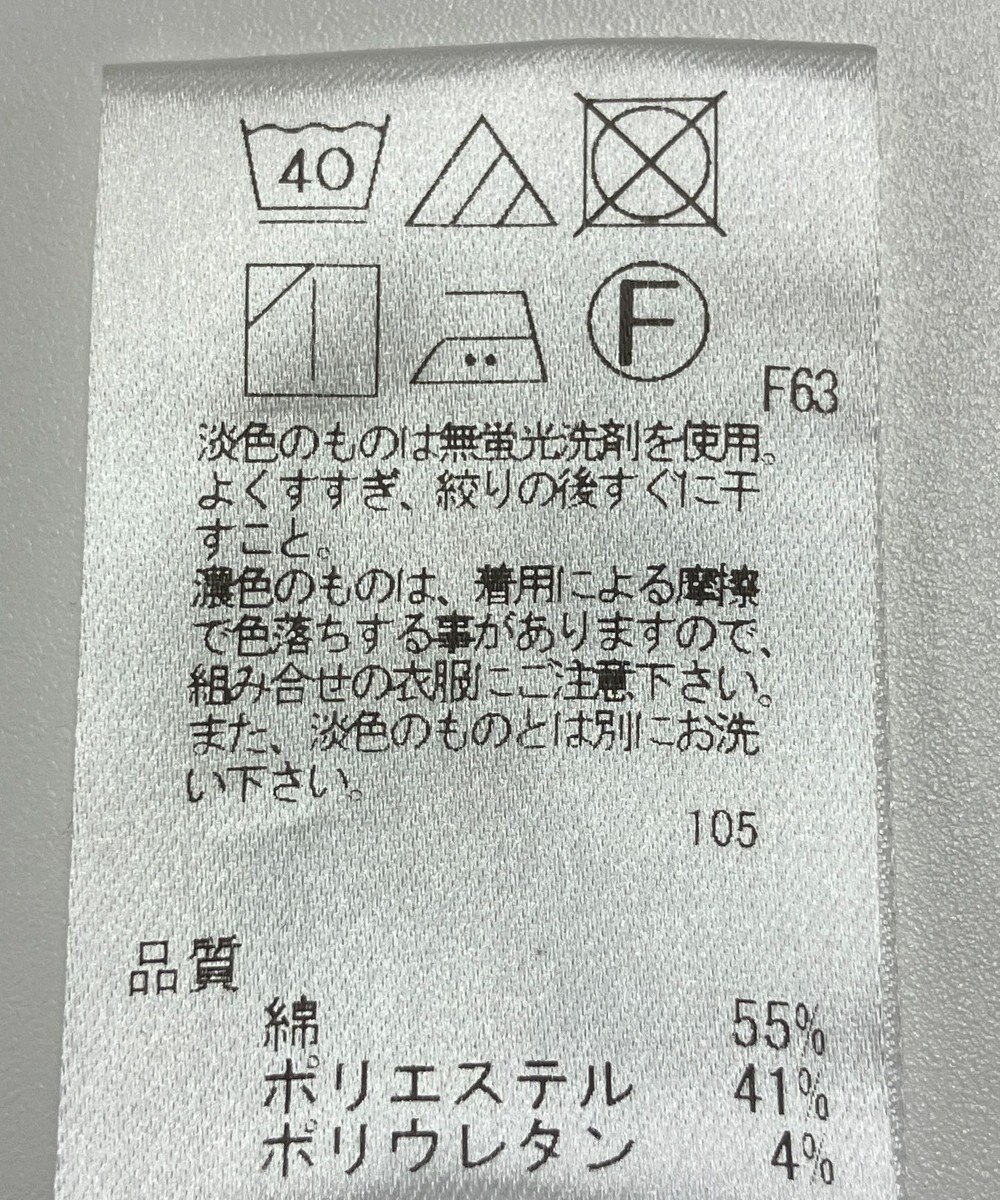 40
F
F63
淡色のものは無蛍光洗剤を使用。
よくすすぎ、絞りの後すぐに干
すこと。
濃色のものは、着用による摩擦
で色落ちする事がありますので、
組み合せの衣服にご注意下さい。
また、淡色のものとは別にお洗
い下さい。
105
品質
綿 55%
ポリエステル 41%
ポリウレタン 4%